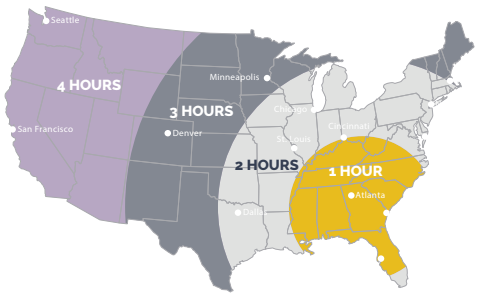 Seattle
4 HOURS
Minneapolis
3 HOURS
Chicago
San Francisco
Denver
Cincinnati
St. Louis
2 HOURS
1 HOUR
Atlanta
Dallas